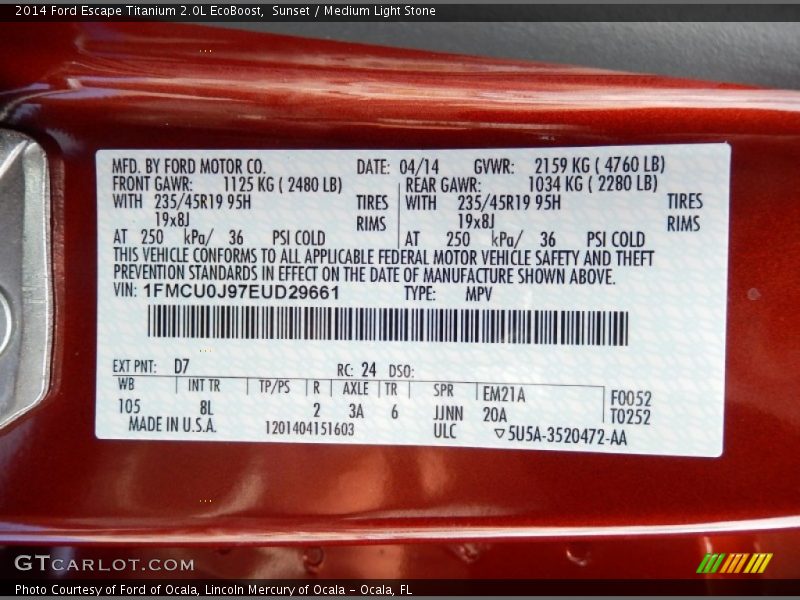 2014 Ford Escape Titanium 2.0L EcoBoost,  Sunset / Medium Light Stone
MFD. BY FORD MOTOR CO. DATE: 04/14 GVWR: 2159 KG ( 4760 LB)
FRONT GAWR: 1125 KG ( 2480 LB) REAR GAWR: 1034 KG ( 2280 LB)
WITH 235/45R19 95H TIRES WITH 235/45R19 95H TIRES
19x8J RIMS 19x8J RIMS
AT 250 kPa/ 36 PSI COLD AT 250 kPa/ 36 PSI COLD
THIS VEHICLE CONFORMS TO ALL APPLICABLE FEDERAL MOTOR VEHICLE SAFETY AND THEFT
PREVENTION STANDARDS IN EFFECT ON THE DATE OF MANUFACTURE SHOWN ABOVE.
VIN: 1FMCU0J97EUD29661 TYPE: MPV
EXT PNT: D7 RC: 24 DSO:
WB INT TR TP/PS R AXLE TR SPR EM21A F0052
105 8L 2 3A 6 JJNN 20A T0252
MADE IN U.S.A. 1201404151603 ULC ▽5U5A-3520472-AA
GTCARLOT.COM
Photo Courtesy of Ford of Ocala, Lincoln Mercury of Ocala - Ocala, FL